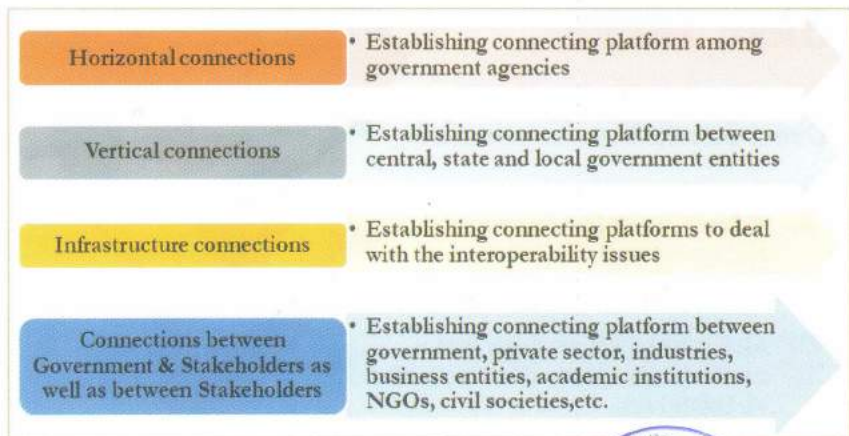 Horizontal connections
• Establishing connecting platform among
government agencies
Vertical connections
• Establishing connecting platform between
central, state and local government entities
Infrastructure connections
• Establishing connecting platforms to deal
with the interoperability issues
Connections between
Government & Stakeholders as
well as between Stakeholders
• Establishing connecting platform between
government, private sector, industries,
business entities, academic institutions,
NGOs, civil societies,etc.